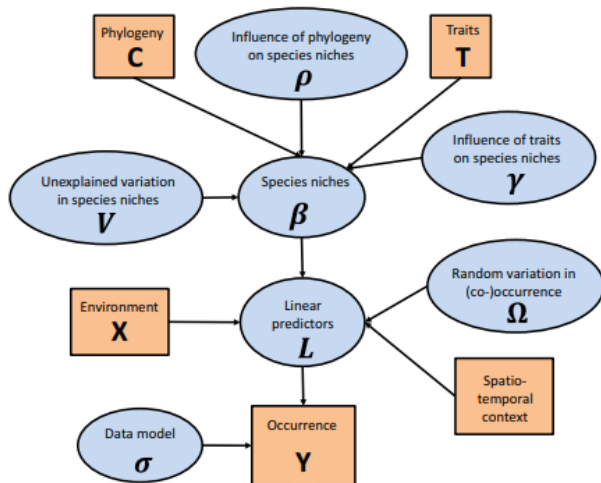 Phylogeny
C
Influence of phylogeny
on species niches
ρ
Traits
T
Influence of traits
on species niches
γ
Unexplained variation
in species niches
V
Species niches
β
Random variation in
(co-)occurrence
Ω
Environment
X
Linear
predictors
L
Spatio-
temporal
context
Data model
σ
Occurrence
Y